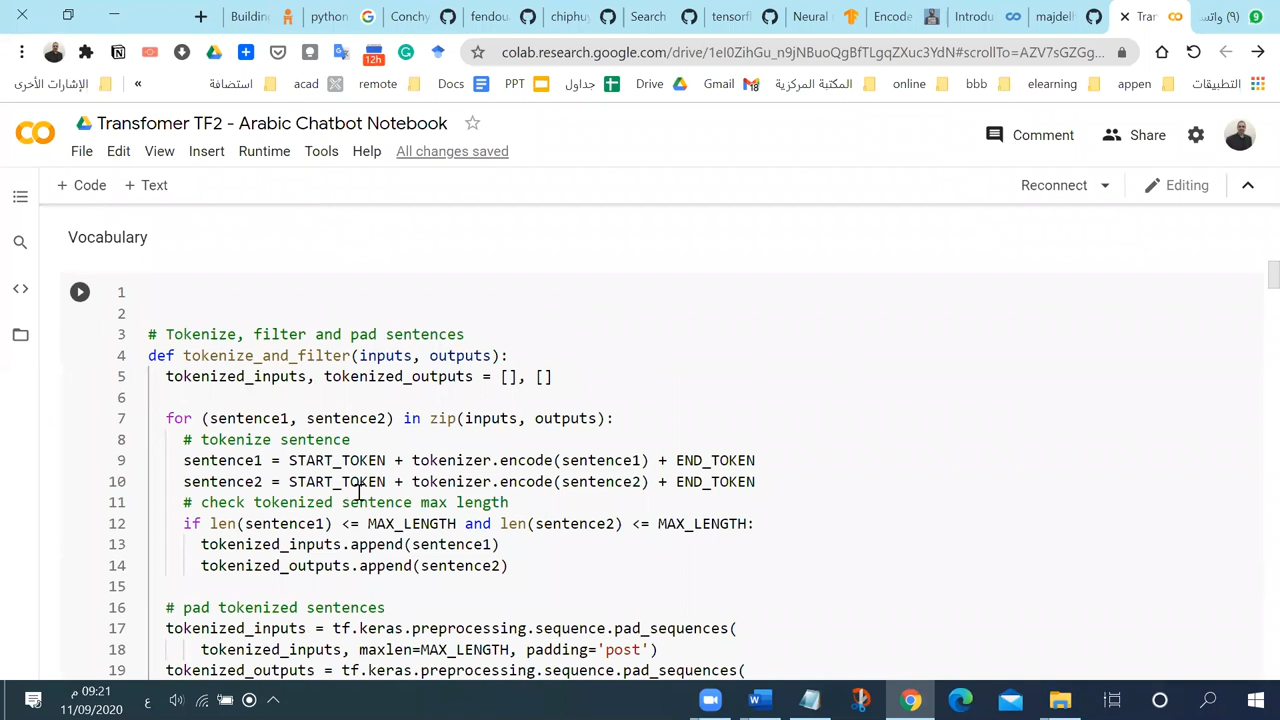 Building
python
Conchy
fendou
chiphuy
Search
tensorfl
Neural
Encode
Introdu
majdelh
Tra
واتس (9)
9
12h
colab.research.google.com/drive/
الإشارات الأخرى
«
استضافة
acad
remote
Docs
PPT
جداول
Drive
Gmail
المكتبة المركزية
online
bbb
elearning
appen
التطبيقات
Transfomer TF2 - Arabic Chatbot Notebook
Comment
Share
File Edit View Insert Runtime Tools Help All changes saved
+ Code + Text
Reconnect
Editing
Vocabulary
1
2
3 # Tokenize, filter and pad sentences
4 def tokenize_and_filter(inputs, outputs):
5 tokenized_inputs, tokenized_outputs = [], []
6
7 for (sentence1, sentence2) in zip(inputs, outputs):
8 # tokenize sentence
9 sentence1 = START_TOKEN + tokenizer.encode(sentence1) + END_TOKEN
10 sentence2 = START_TOKEN + tokenizer.encode(sentence2) + END_TOKEN
11 # check tokenized sentence max length
12 if len(sentence1) <= MAX_LENGTH and len(sentence2) <= MAX_LENGTH:
13 tokenized_inputs.append(sentence1)
14 tokenized_outputs.append(sentence2)
15
16 # pad tokenized sentences
17 tokenized_inputs = tf.keras.preprocessing.sequence.pad_sequences(
18 tokenized_inputs, maxlen=MAX_LENGTH, padding='post')
19 tokenized_outputs = tf.keras.preprocessing.sequence.pad_sequences(
09:21 م
11/09/2020
ع